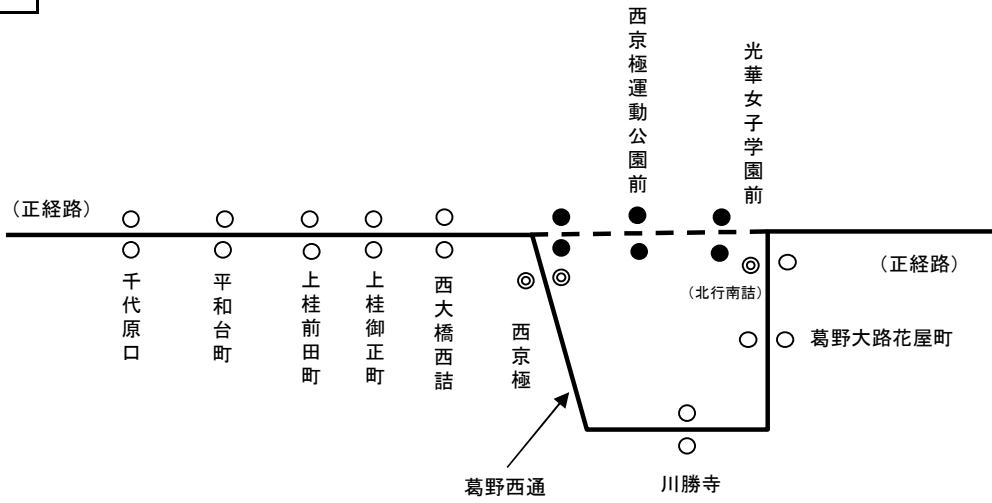 西京極運動公園前
光華女子学園前
（正経路）
（正経路）
（北行南詰）
千代原口
平和台町
上桂前田町
上桂御正町
西大橋西詰
西京極
葛野大路花屋町
葛野西通
川勝寺